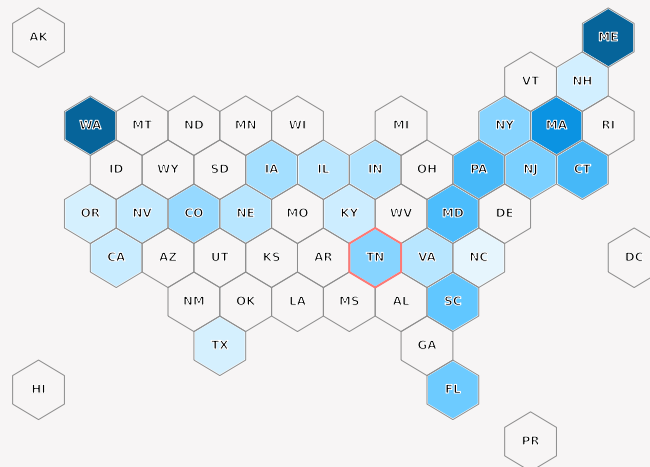 AK ME
VT NH
WA MT ND MN WI MI NY MA RI
ID WY SD IA IL IN OH PA NJ CT
OR NV CO NE MO KY WV MD DE
CA AZ UT KS AR TN VA NC DC
NM OK LA MS AL SC
TX GA
HI FL
PR